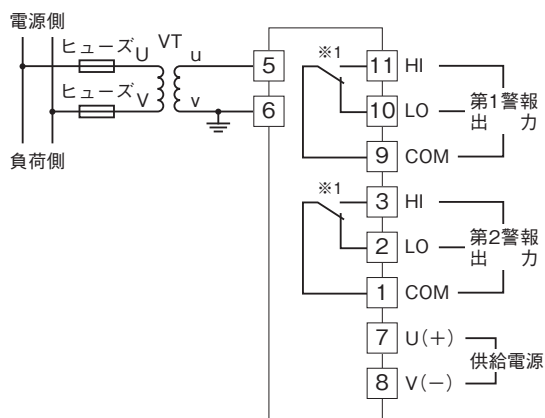 電源側
ヒューズ U VT u
ヒューズ V v
負荷側
5
6
※1
11 HI
10 LO
9 COM
第1警報
出 力
※1
3 HI
2 LO
1 COM
第2警報
出 力
7 U(+)
8 V(−)
供給電源